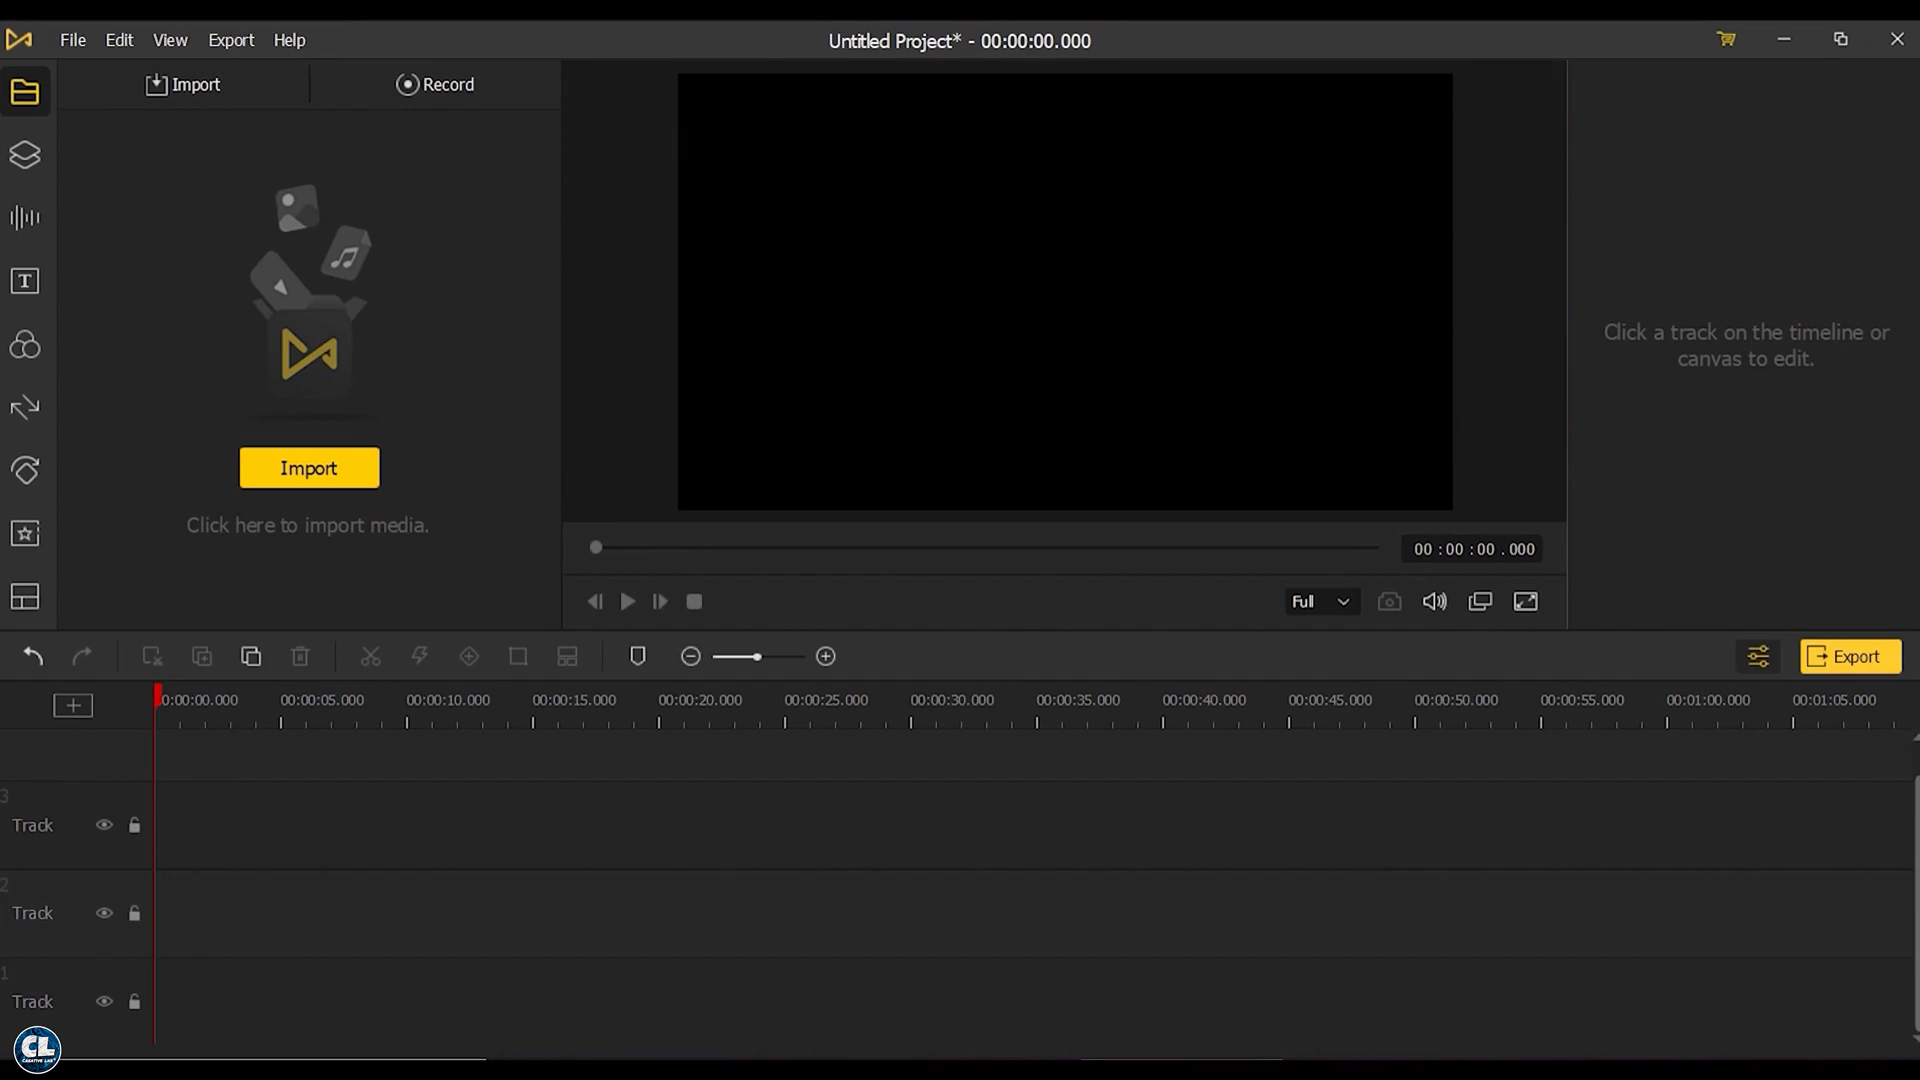 File Edit View Export Help
Untitled Project* - 00:00:00.000
Import
Record
Import
Click here to import media.
Click a track on the timeline or
canvas to edit.
00 : 00 : 00 . 000
Full
Export
0:00:00.000 00:00:05.000 00:00:10.000 00:00:15.000 00:00:20.000 00:00:25.000 00:00:30.000 00:00:35.000 00:00:40.000 00:00:45.000 00:00:50.000 00:00:55.000 00:01:00.000 00:01:05.000
3
Track
2
Track
1
Track
CL
CREATIVE LAB